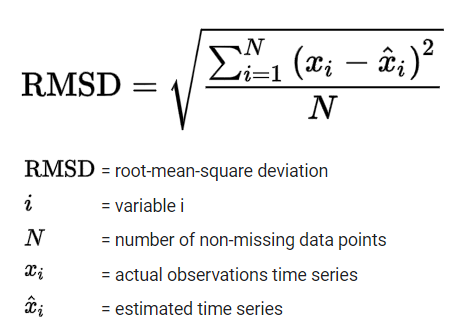 RMSD = √(∑_{i=1}^{N} (x_i − x̂_i)² / N)
RMSD = root-mean-square deviation
i = variable i
N = number of non-missing data points
x_i = actual observations time series
x̂_i = estimated time series